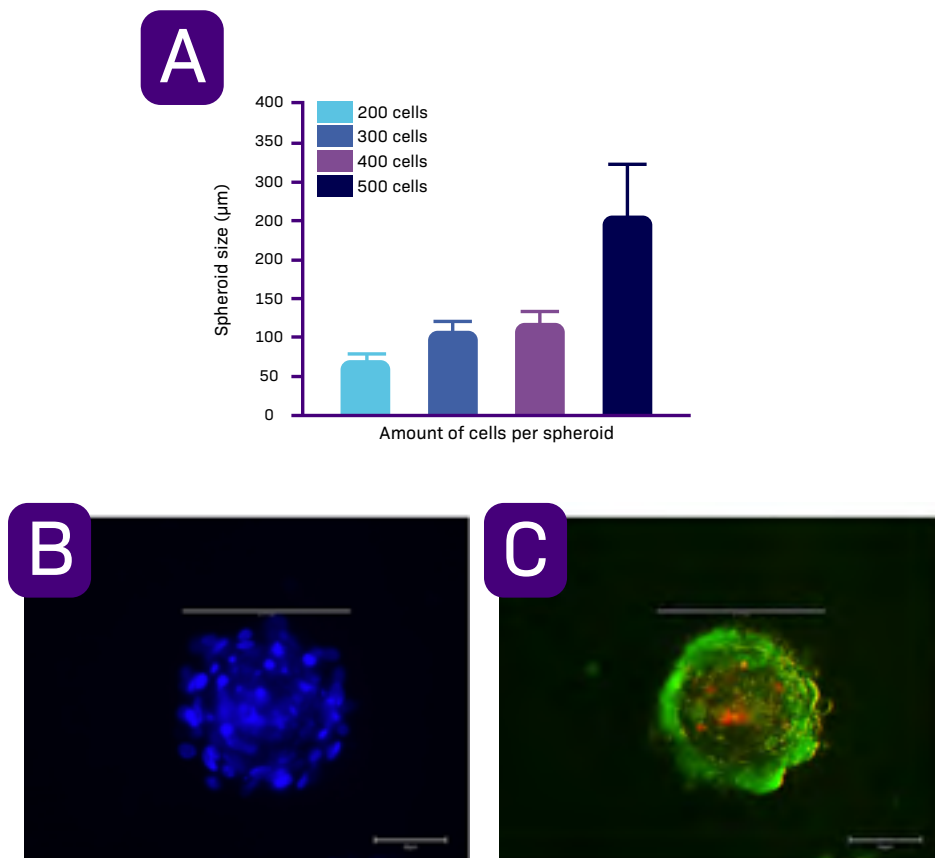 A
400
350
300
200
200
150
100
50
0
Spheroid size (µm)
200 cells
300 cells
400 cells
500 cells
Amount of cells per spheroid
B
C